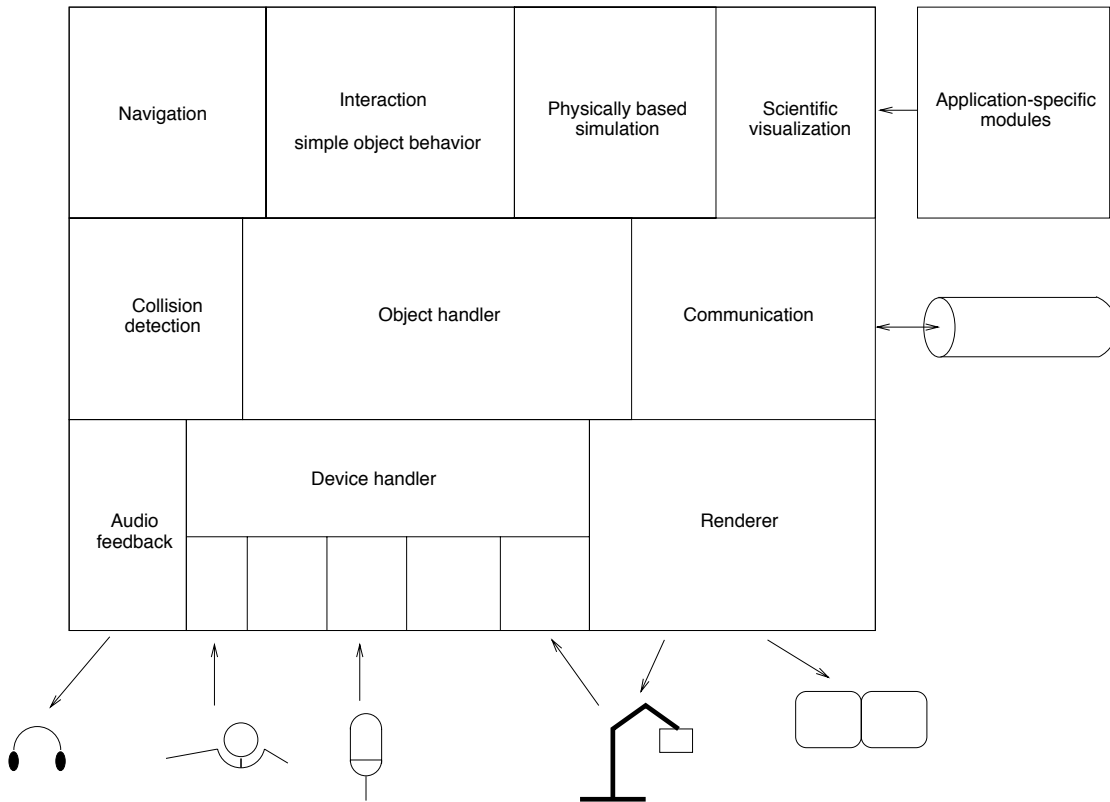 Navigation
Interaction
simple object behavior
Physically based
simulation
Scientific
visualization
Application-specific
modules
Collision
detection
Object handler
Communication
Audio
feedback
Device handler
Renderer